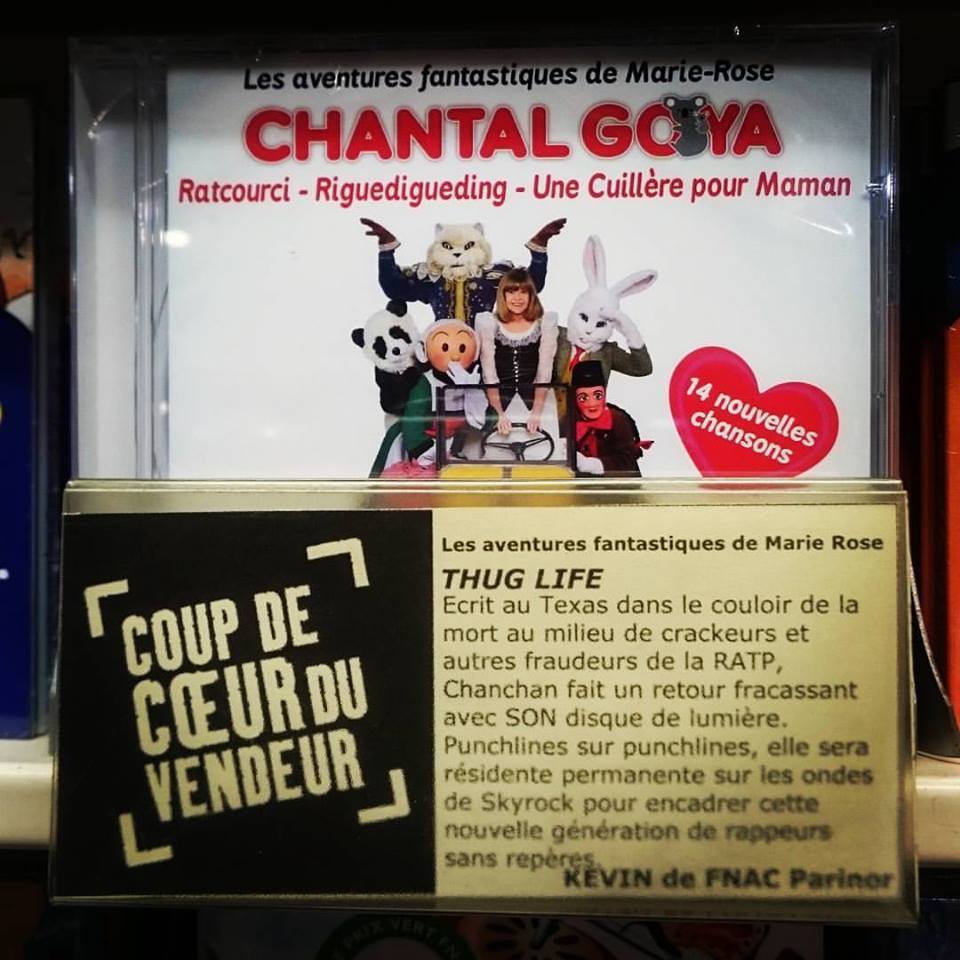 Les aventures fantastiques de Marie-Rose
CHANTAL GOYA
Ratcourci - Riguedigueding - Une Cuillère pour Maman
14 nouvelles
chansons
COUP DE
CŒUR DU
VENDEUR
Les aventures fantastiques de Marie Rose
THUG LIFE
Ecrit au Texas dans le couloir de la
mort au milieu de crackeurs et
autres fraudeurs de la RATP,
Chanchan fait un retour fracassant
avec SON disque de lumière.
Punchlines sur punchlines, elle sera
résidente permanente sur les ondes
de Skyrock pour encadrer cette
nouvelle génération de rappeurs
sans repères.
KEVIN de FNAC Parinor
PRIX VERT